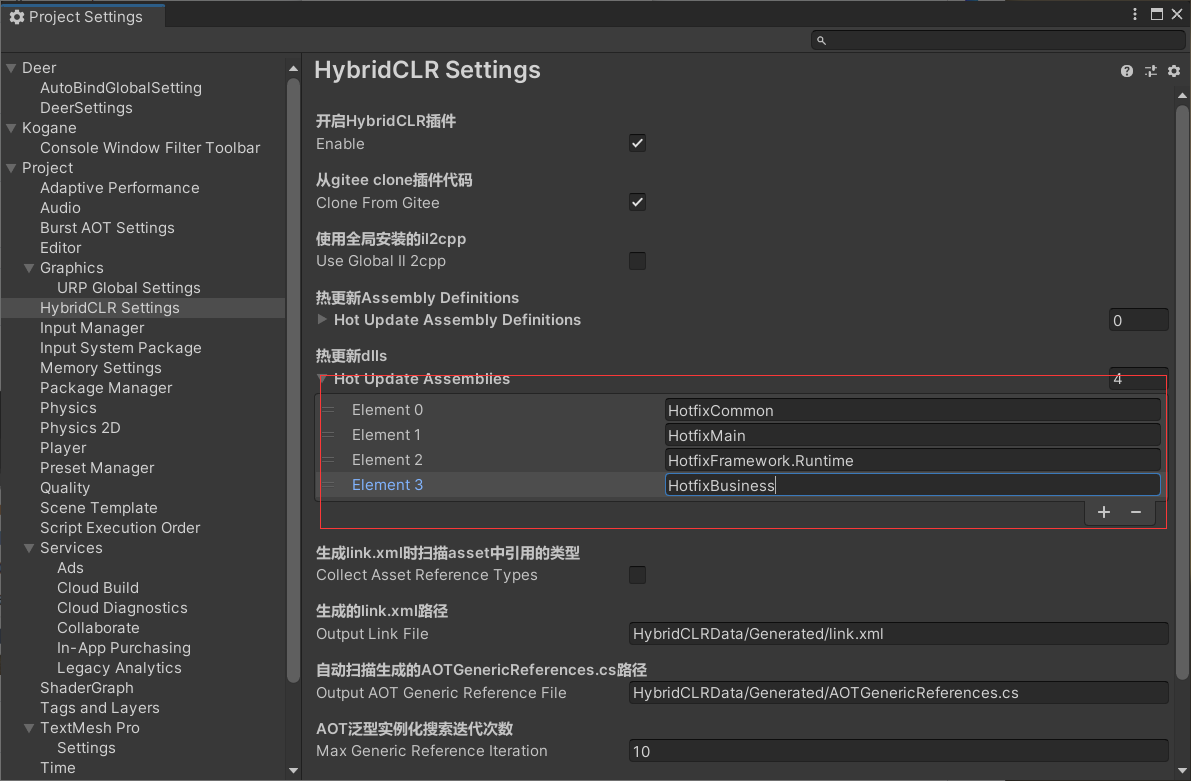 Project Settings
Deer
AutoBindGlobalSetting
DeerSettings
Kogane
Console Window Filter Toolbar
Project
Adaptive Performance
Audio
Burst AOT Settings
Editor
Graphics
URP Global Settings
HybridCLR Settings
Input Manager
Input System Package
Memory Settings
Package Manager
Physics
Physics 2D
Player
Preset Manager
Quality
Scene Template
Script Execution Order
Services
Ads
Cloud Build
Cloud Diagnostics
Collaborate
In-App Purchasing
Legacy Analytics
ShaderGraph
Tags and Layers
TextMesh Pro
Settings
Time
HybridCLR Settings
开启HybridCLR插件
Enable
从gitee clone插件代码
Clone From Gitee
使用全局安装的il2cpp
Use Global Il 2cpp
热更新Assembly Definitions
Hot Update Assembly Definitions 0
热更新dlls
Hot Update Assemblies 4
Element 0 HotfixCommon
Element 1 HotfixMain
Element 2 HotfixFramework.Runtime
Element 3 HotfixBusiness
生成link.xml时扫描asset中引用的类型
Collect Asset Reference Types
生成的link.xml路径
Output Link File HybridCLRData/Generated/link.xml
自动扫描生成的AOTGenericReferences.cs路径
Output AOT Generic Reference File HybridCLRData/Generated/AOTGenericReferences.cs
AOT泛型实例化搜索迭代次数
Max Generic Reference Iteration 10